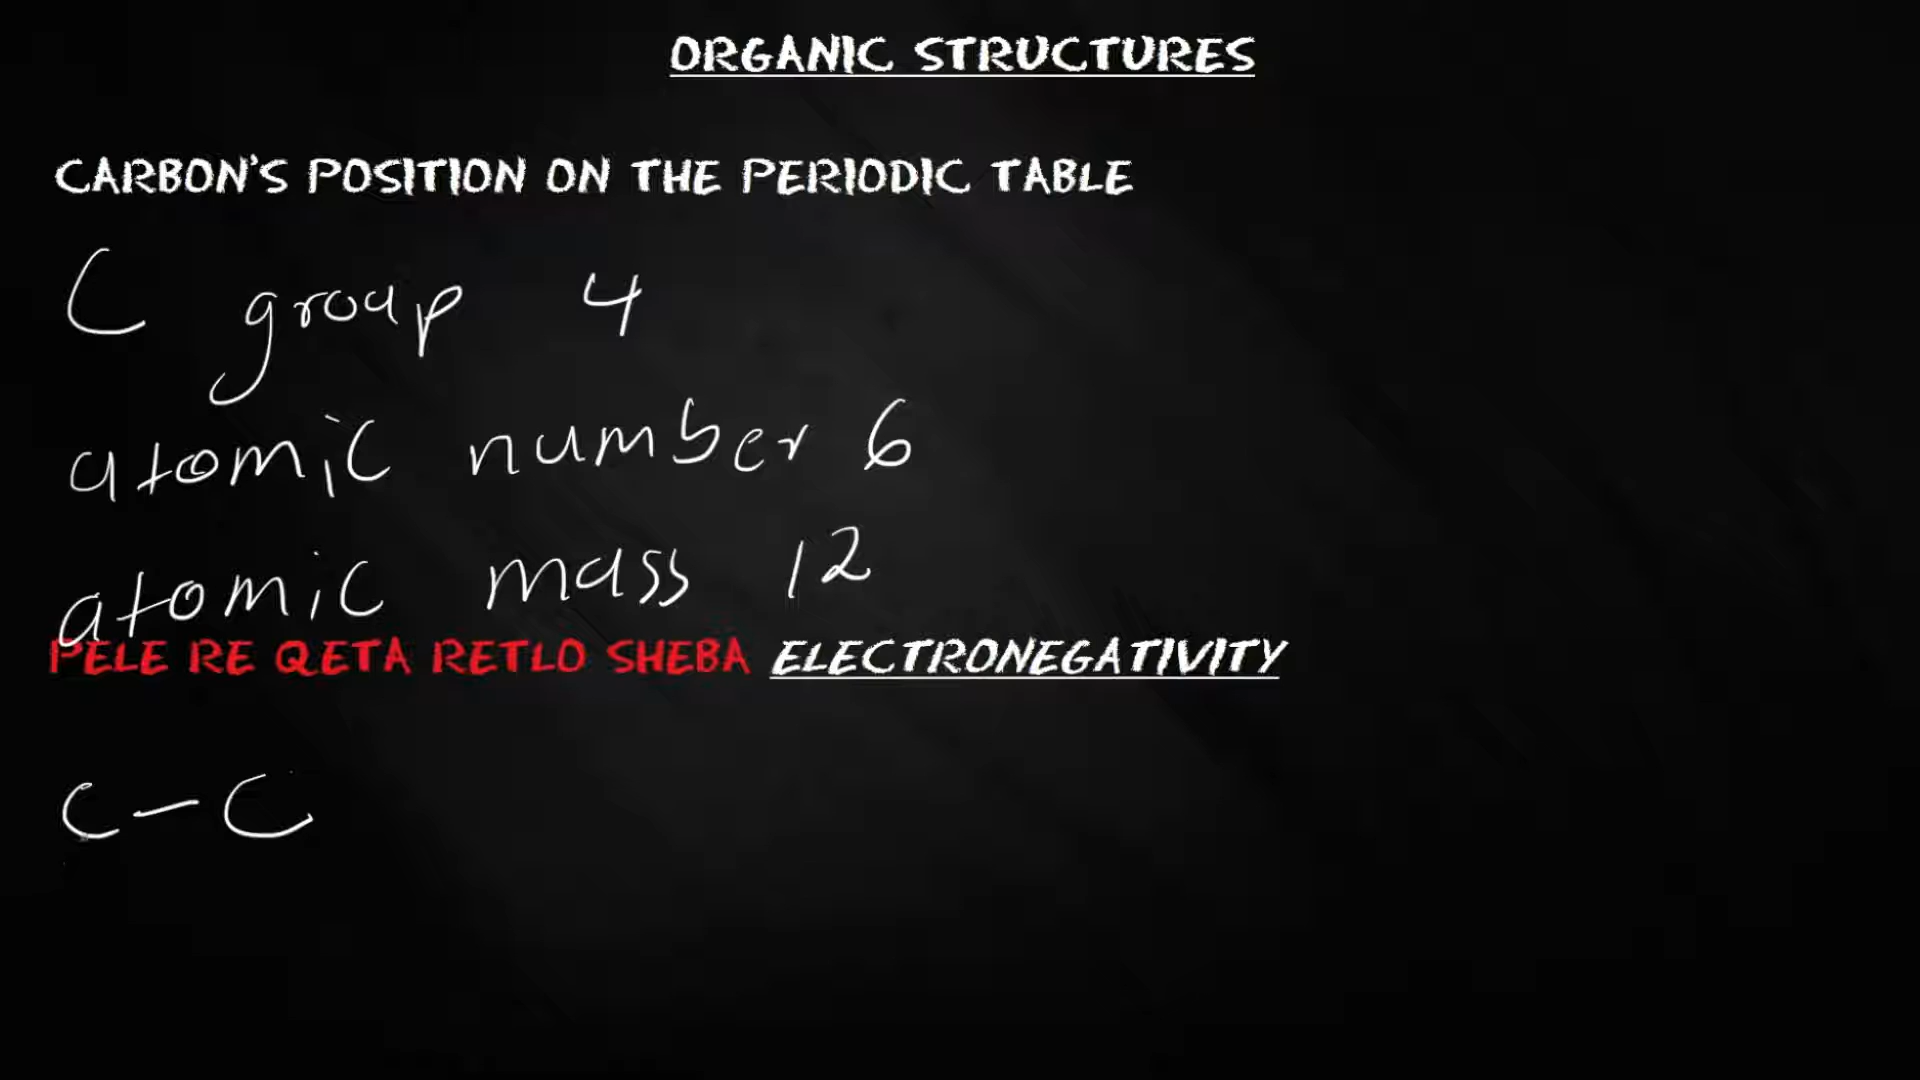 ORGANIC STRUCTURES
CARBON'S POSITION ON THE PERIODIC TABLE
C group 4
atomic number 6
atomic mass 12
PELE RE QETA RETLO SHEBA ELECTRONEGATIVITY
C-C